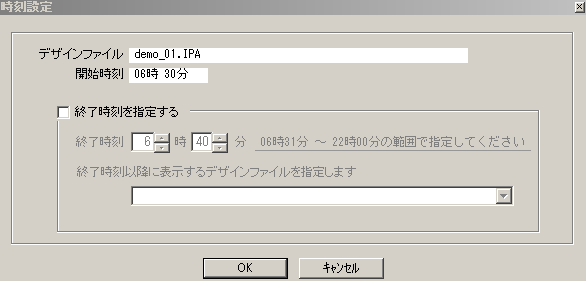 時刻設定
デザインファイル demo_01.IPA
開始時刻 06時 30分
終了時刻を指定する
終了時刻 6 時 40 分 06時31分 ～ 22時00分の範囲で指定してください
終了時刻以降に表示するデザインファイルを指定します
OK ｷｬﾝｾﾙ